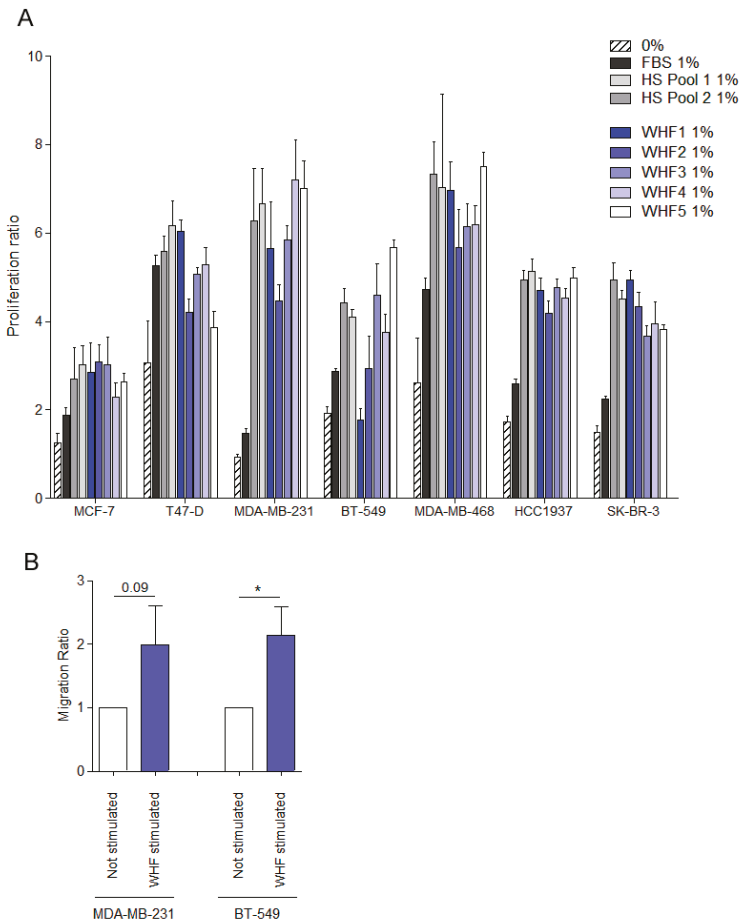 A
10
8
6
4
2
0
Proliferation ratio
0%
FBS 1%
HS Pool 1 1%
HS Pool 2 1%
WHF1 1%
WHF2 1%
WHF3 1%
WHF4 1%
WHF5 1%
MCF-7 T47-D MDA-MB-231 BT-549 MDA-MB-468 HCC1937 SK-BR-3
B
3
2
1
0
Migration Ratio
0.09 *
Not stimulated
WHF stimulated
Not stimulated
WHF stimulated
MDA-MB-231 BT-549